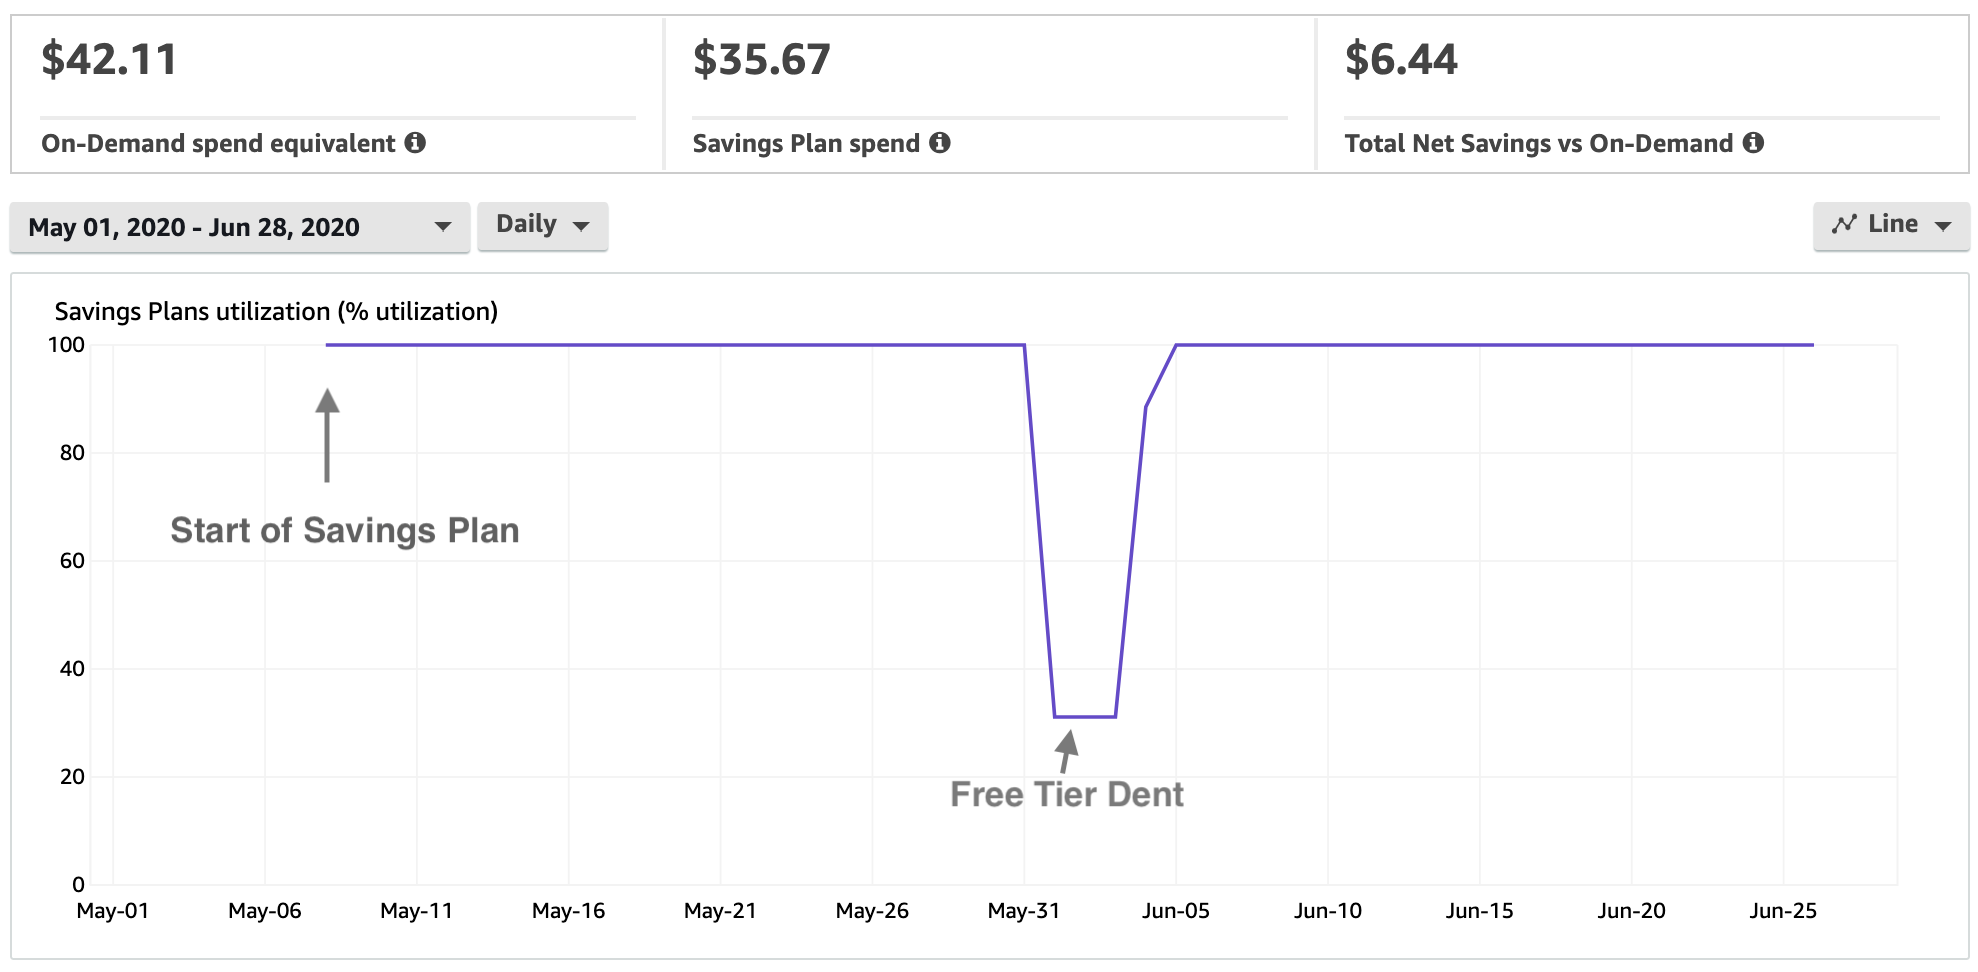 $42.11
On-Demand spend equivalent
$35.67
Savings Plan spend
$6.44
Total Net Savings vs On-Demand
May 01, 2020 - Jun 28, 2020
Daily
Line
Savings Plans utilization (% utilization)
100
80
60
40
20
0
Start of Savings Plan
Free Tier Dent
May-01 May-06 May-11 May-16 May-21 May-26 May-31 Jun-05 Jun-10 Jun-15 Jun-20 Jun-25